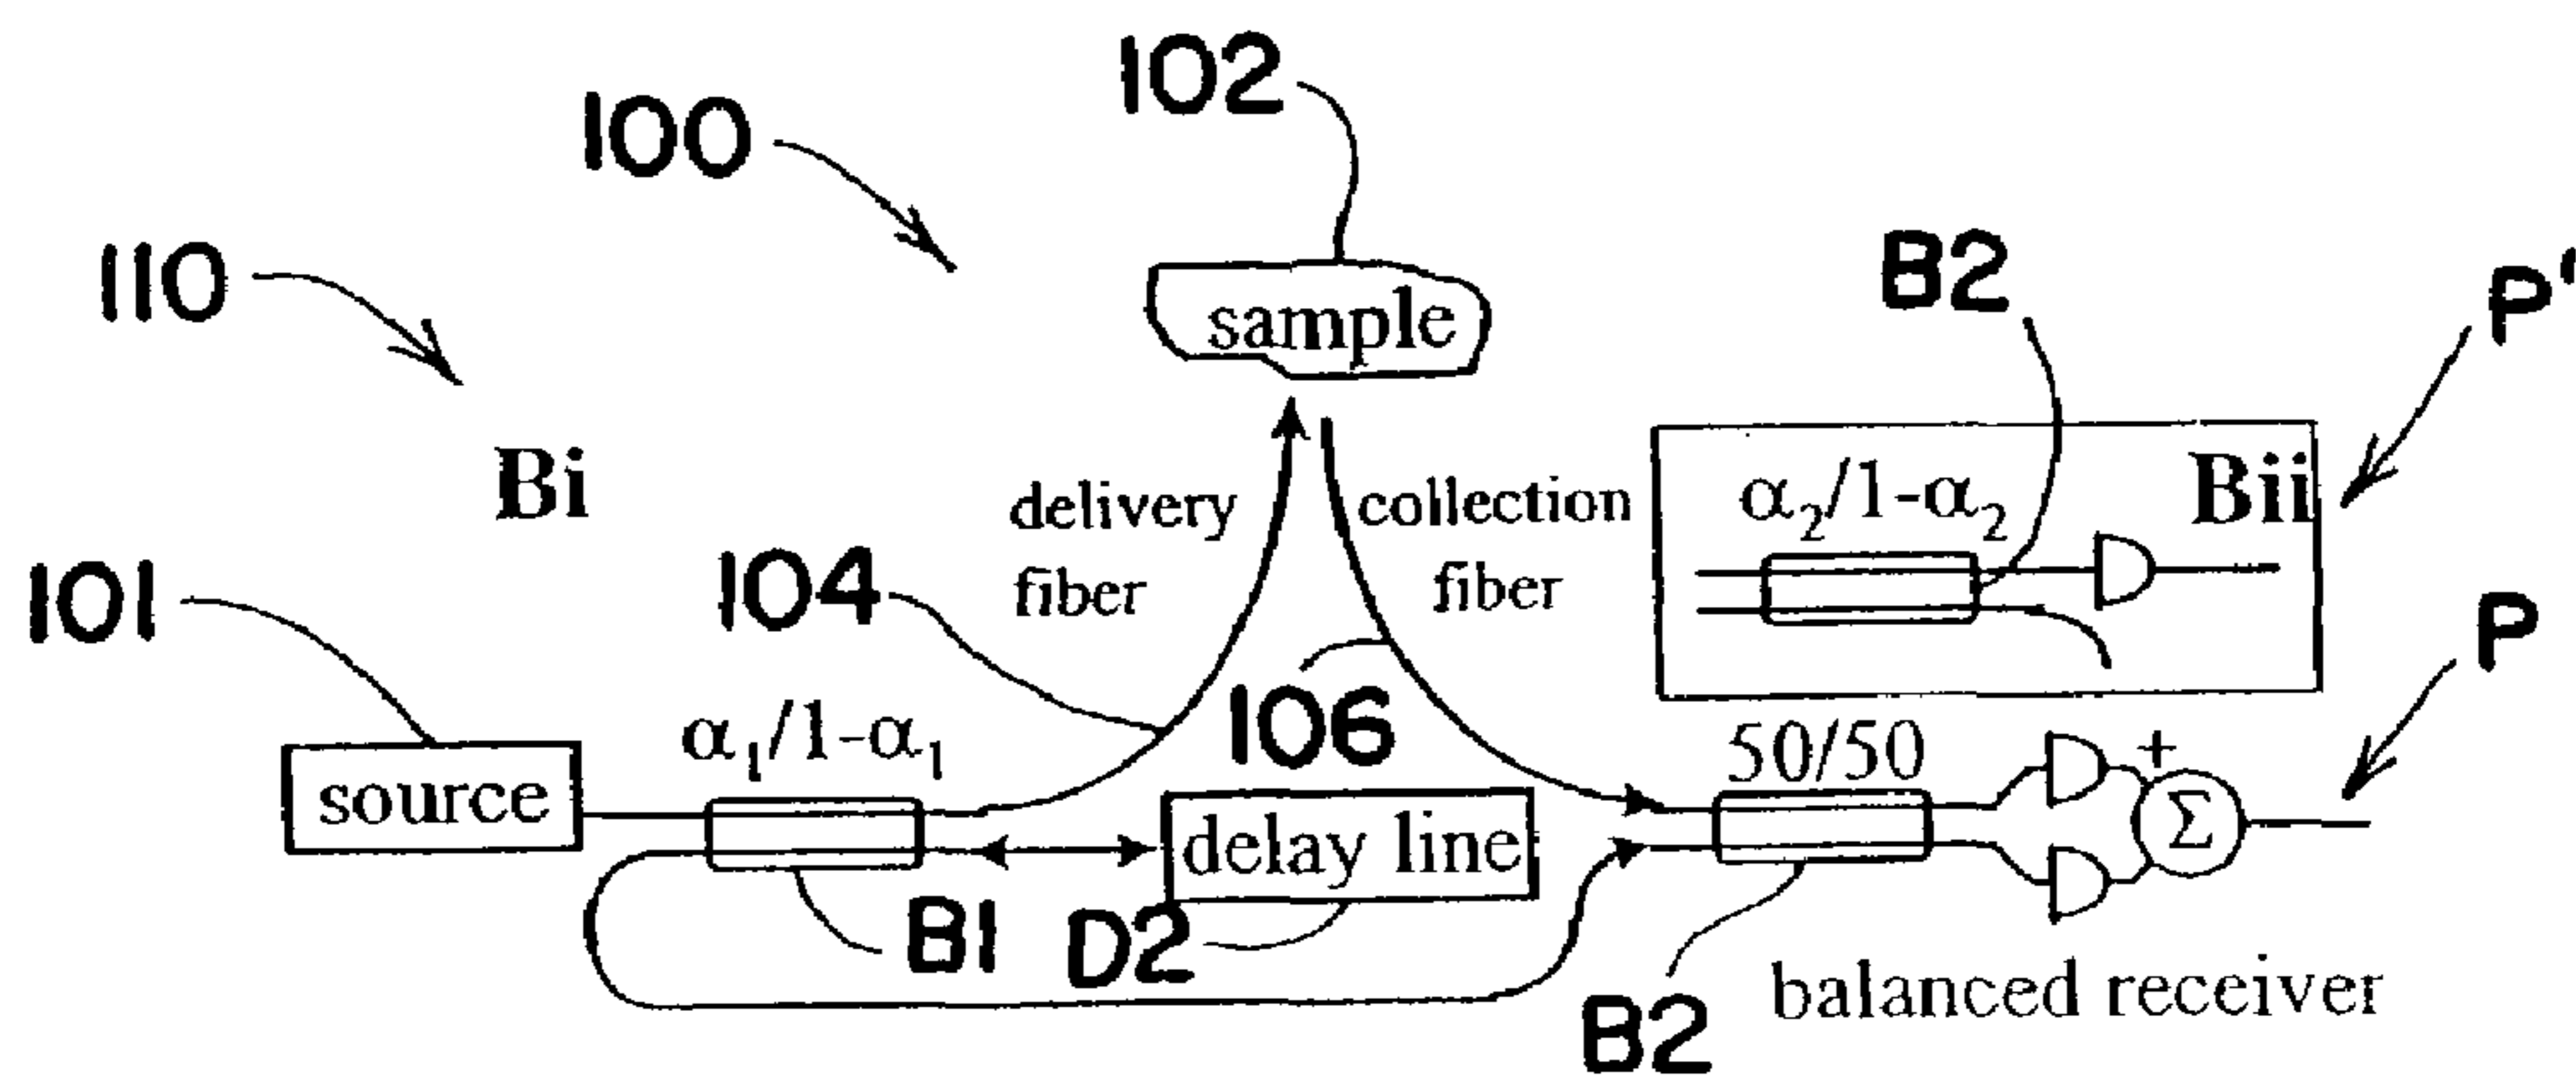 102
100
110
B2
P'
sample
Bi
delivery
fiber
collection
fiber
α₂/1-α₂
Bii
101
104
106
P
source
α₁/1-α₁
50/50
+
Σ
delay line
B1
D2
B2
balanced receiver